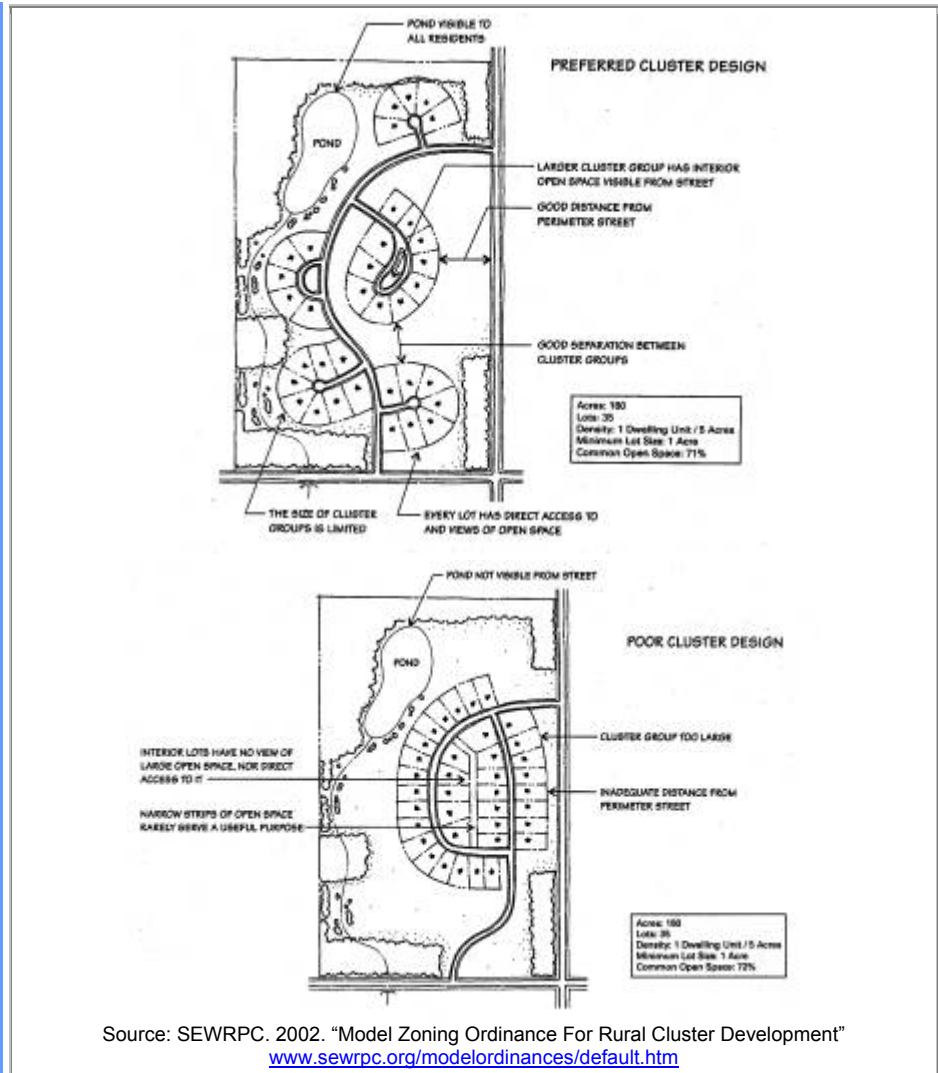 POND VISIBLE TO
ALL RESIDENTS
PREFERRED CLUSTER DESIGN
POND
LARGER CLUSTER GROUP HAS INTERIOR
OPEN SPACE VISIBLE FROM STREET
GOOD DISTANCE FROM
PERIMETER STREET
GOOD SEPARATION BETWEEN
CLUSTER GROUPS
Acres: 180
Lots: 35
Density: 1 Dwelling Unit / 5 Acres
Minimum Lot Size: 1 Acre
Common Open Space: 71%
THE SIZE OF CLUSTER
GROUPS IS LIMITED
EVERY LOT HAS DIRECT ACCESS TO
AND VIEWS OF OPEN SPACE
POND NOT VISIBLE FROM STREET
POOR CLUSTER DESIGN
POND
CLUSTER GROUP TOO LARGE
INTERIOR LOTS HAVE NO VIEW OF
LARGE OPEN SPACE, NOR DIRECT
ACCESS TO IT
INADEQUATE DISTANCE FROM
PERIMETER STREET
NARROW STRIPS OF OPEN SPACE
RARELY SERVE A USEFUL PURPOSE
Acres:
Lots:
Density: 1 Dwelling Unit / 5 Acres
Minimum Lot Size: 1 Acre
Common Open Space: 72%
Source: SEWRPC. 2002. “Model Zoning Ordinance For Rural Cluster Development”
www.sewrpc.org/modelordinances/default.htm